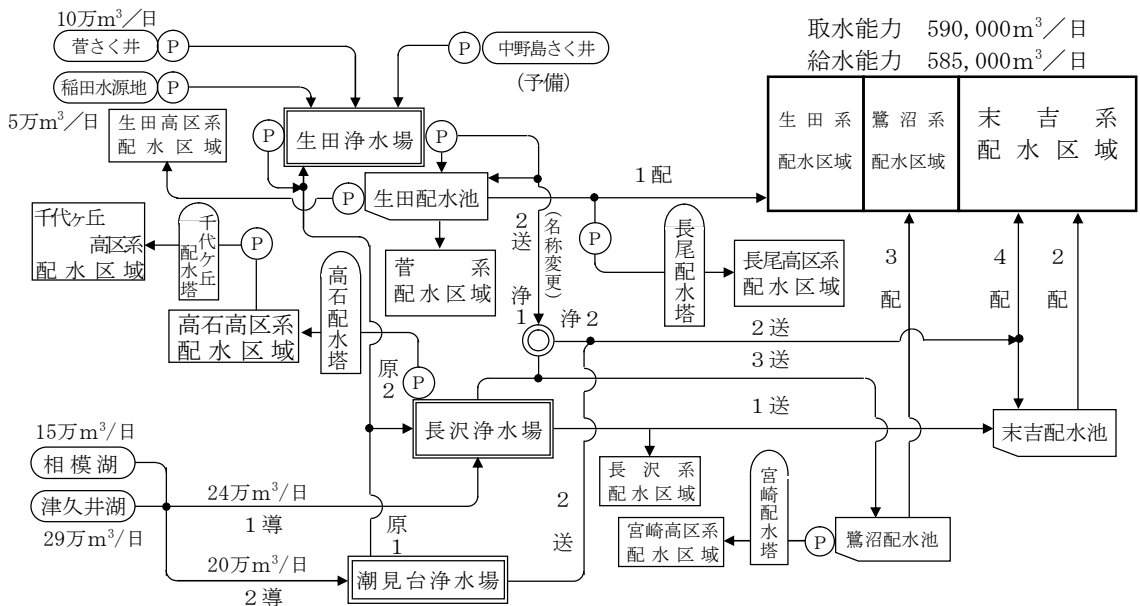 10万m³/日
菅さく井
P
P
中野島さく井
(予備)
取水能力 590,000m³/日
給水能力 585,000m³/日
稲田水源地
P
5万m³/日
生田高区系
配水区域
P
生田浄水場
P
生田系
配水区域
鷺沼系
配水区域
末吉系
配水区域
P
生田配水池
1配
千代ヶ丘
高区系
配水区域
千代ヶ丘配水塔
P
高石配水塔
菅系
配水区域
2送
(名称変更)
P
長尾配水塔
長尾高区系
配水区域
3配
4配
2配
高石高区系
配水区域
浄1
浄2
2送
3送
原2
P
長沢浄水場
1送
末吉配水池
15万m³/日
相模湖
津久井湖
29万m³/日
24万m³/日
1導
原1
2送
長沢系
配水区域
宮崎配水塔
宮崎高区系
配水区域
P
鷺沼配水池
20万m³/日
2導
潮見台浄水場